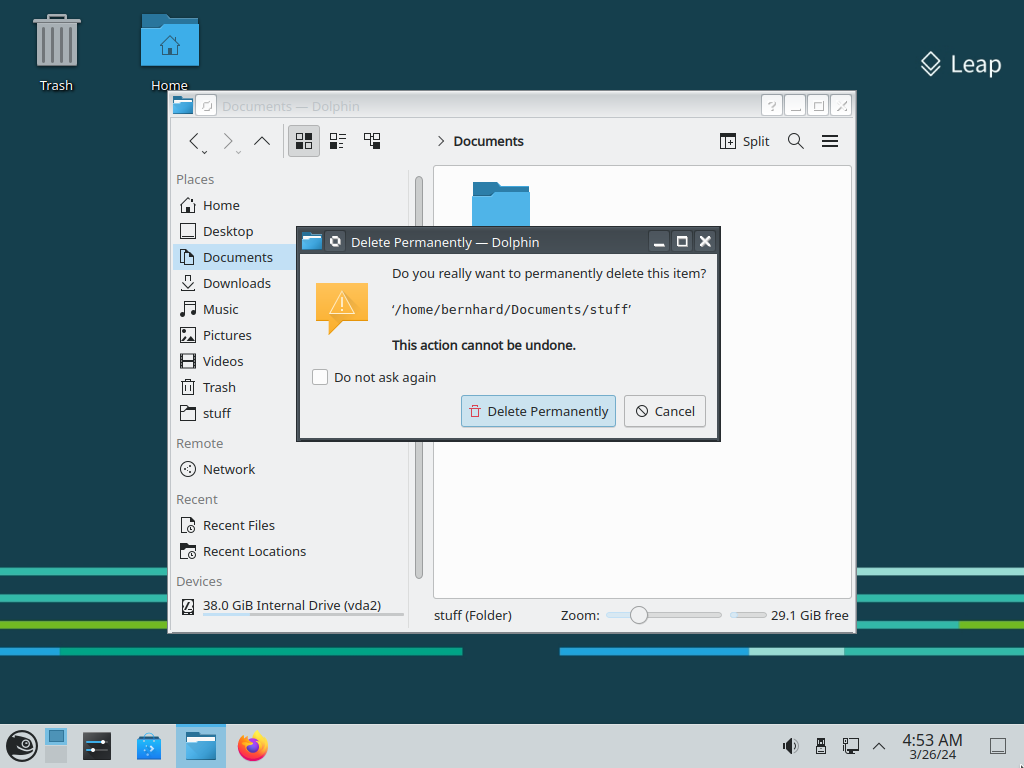 Trash
Home
Leap
Documents — Dolphin
Documents
Split
Places
Home
Desktop
Documents
Downloads
Music
Pictures
Videos
Trash
stuff
Remote
Network
Recent
Recent Files
Recent Locations
Devices
38.0 GiB Internal Drive (vda2)
Delete Permanently — Dolphin
Do you really want to permanently delete this item?
‘/home/bernhard/Documents/stuff’
This action cannot be undone.
Do not ask again
Delete Permanently
Cancel
stuff (Folder)
Zoom:
29.1 GiB free
4:53 AM
3/26/24